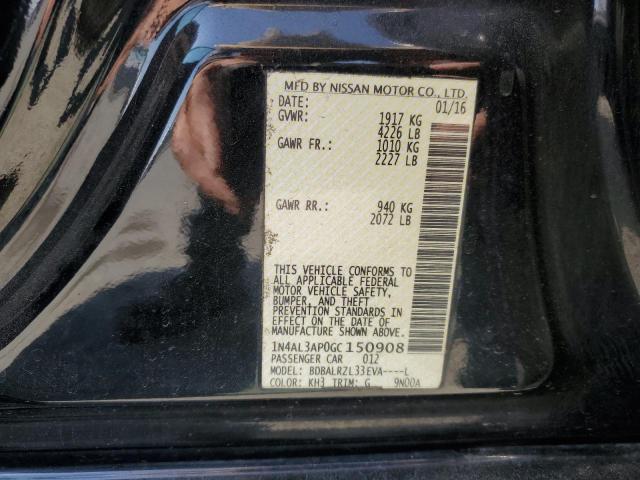 MFD BY NISSAN MOTOR CO., LTD.
DATE: 01/16
GVWR: 1917 KG
4226 LB
GAWR FR.: 1010 KG
2227 LB
GAWR RR.: 940 KG
2072 LB
THIS VEHICLE CONFORMS TO
ALL APPLICABLE FEDERAL
MOTOR VEHICLE SAFETY,
BUMPER, AND THEFT
PREVENTION STANDARDS IN
EFFECT ON THE DATE OF
MANUFACTURE SHOWN ABOVE.
1N4AL3AP0GC150908
PASSENGER CAR 012
MODEL: BDBALRZL33EVA----L
COLOR: KH3 TRIM: G 9N00A